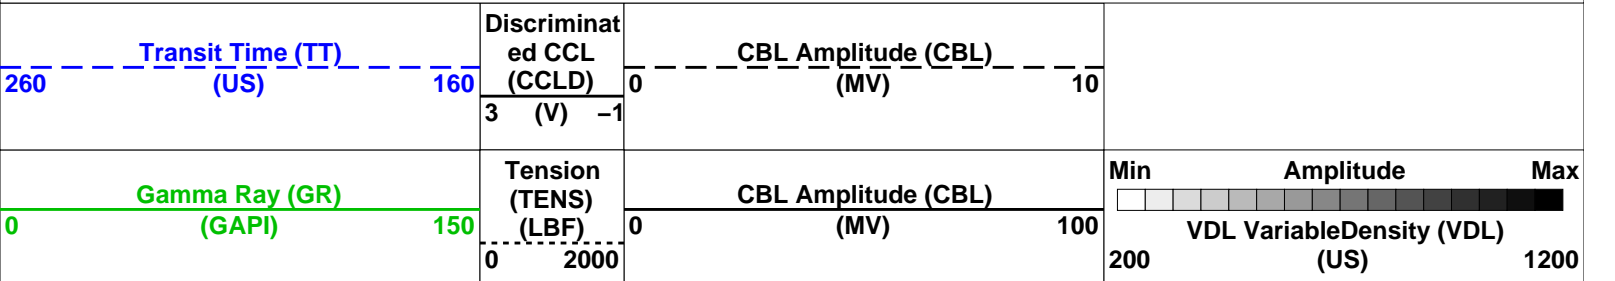 Transit Time (TT)
260 (US) 160
Discriminat
ed CCL
(CCLD)
3 (V) −1
CBL Amplitude (CBL)
0 (MV) 10
Gamma Ray (GR)
0 (GAPI) 150
Tension
(TENS)
(LBF)
0 2000
CBL Amplitude (CBL)
0 (MV) 100
Min Amplitude Max
VDL VariableDensity (VDL)
200 (US) 1200